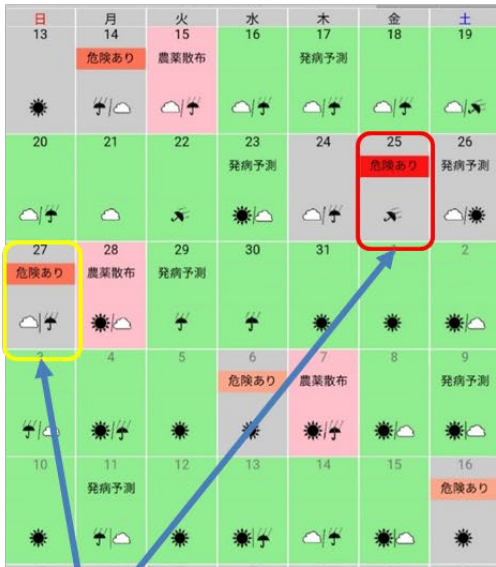 日 月 火 水 木 金 土
13 14 15 16 17 18 19
危険あり 農薬散布 発病予測
20 21 22 23 24 25 26
発病予測 危険あり 発病予測
27 28 29 30 31 1 2
危険あり 農薬散布 発病予測
3 4 5 6 7 8 9
危険あり 農薬散布 発病予測
10 11 12 13 14 15 16
発病予測 危険あり